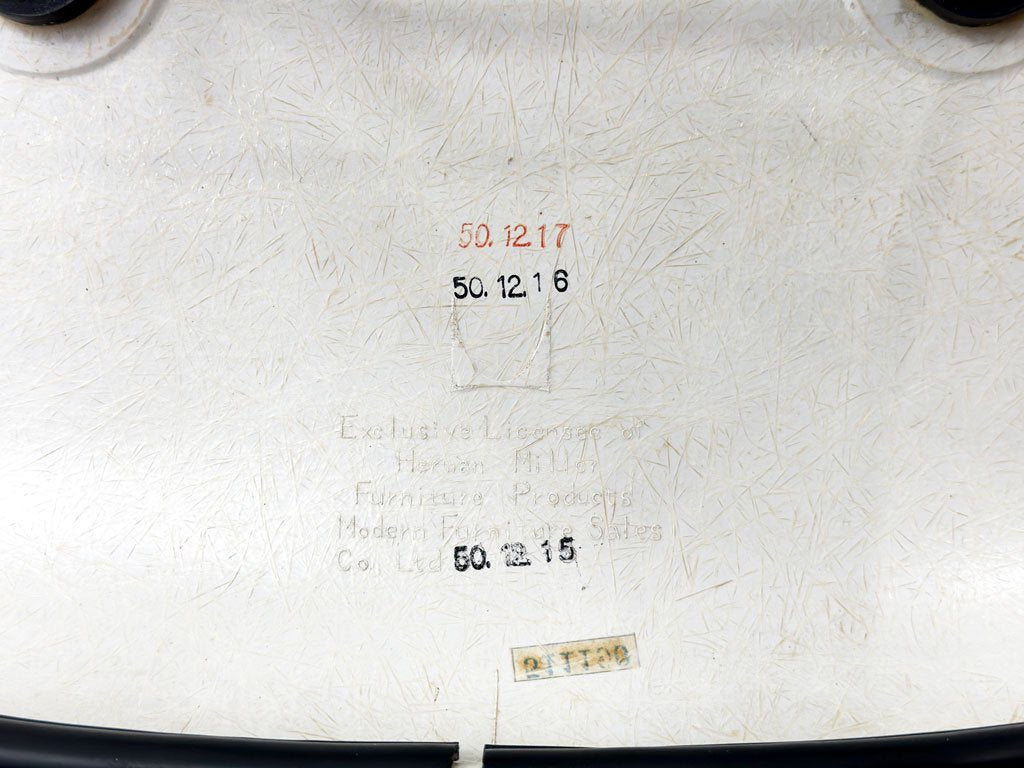 50.12.17
50.12.16
Exclusive Licensee of
Herman Miller
Furniture Products
Modern Furniture Sales
Co., Ltd 50.12.15